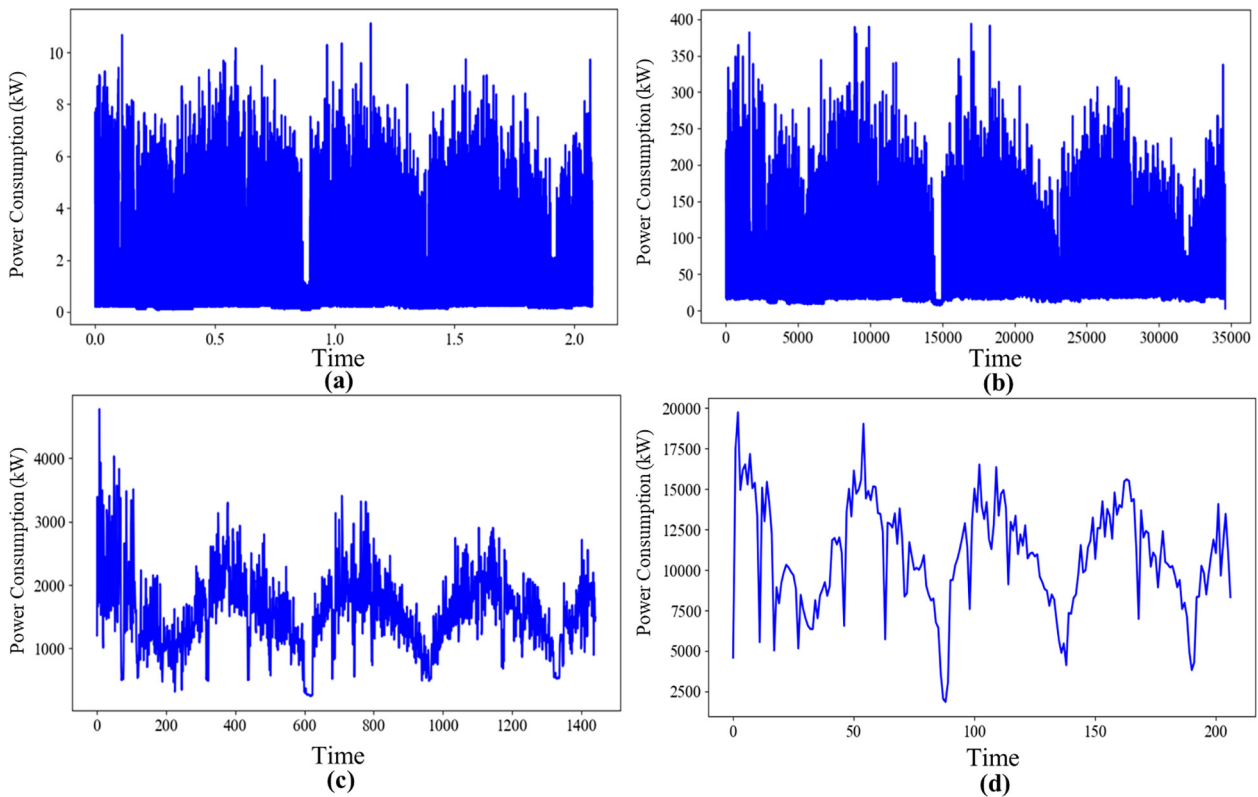 Power Consumption (kW)
10
8
6
4
2
0
0.0 0.5 1.0 1.5 2.0
Time
(a)
Power Consumption (kW)
400
350
300
250
200
150
100
50
0
0 5000 10000 15000 20000 25000 30000 35000
Time
(b)
Power Consumption (kW)
4000
3000
2000
1000
0 200 400 600 800 1000 1200 1400
Time
(c)
Power Consumption (kW)
20000
17500
15000
12500
10000
7500
5000
2500
0 50 100 150 200
Time
(d)